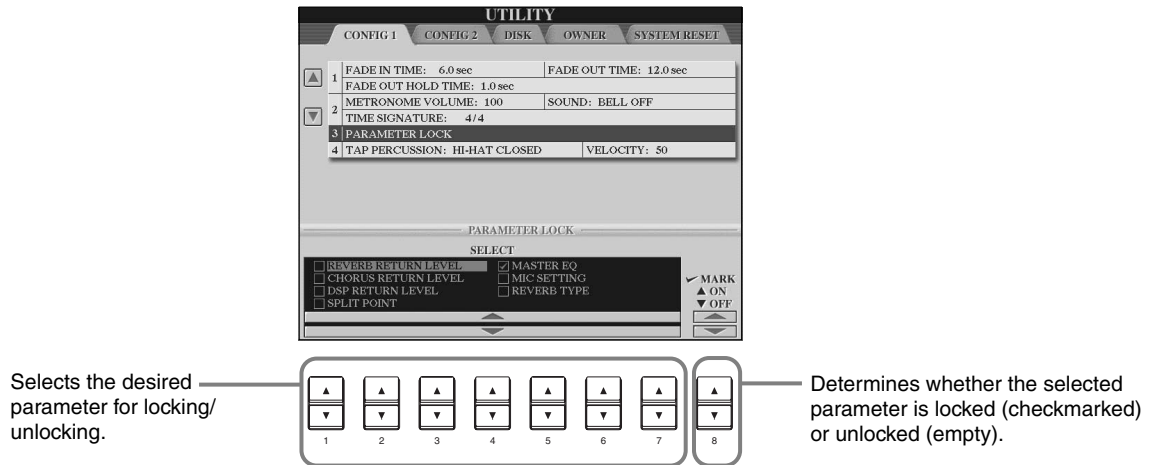 UTILITY
CONFIG 1 CONFIG 2 DISK OWNER SYSTEM RESET
1 FADE IN TIME: 6.0 sec FADE OUT TIME: 12.0 sec
FADE OUT HOLD TIME: 1.0 sec
2 METRONOME VOLUME: 100 SOUND: BELL OFF
TIME SIGNATURE: 4/4
3 PARAMETER LOCK
4 TAP PERCUSSION: HI-HAT CLOSED VELOCITY: 50
PARAMETER LOCK
SELECT
REVERB RETURN LEVEL MASTER EQ
CHORUS RETURN LEVEL MIC SETTING
DSP RETURN LEVEL REVERB TYPE
SPLIT POINT
MARK
▲ ON
▼ OFF
Selects the desired
parameter for locking/
unlocking.
1 2 3 4 5 6 7 8
Determines whether the selected
parameter is locked (checkmarked)
or unlocked (empty).